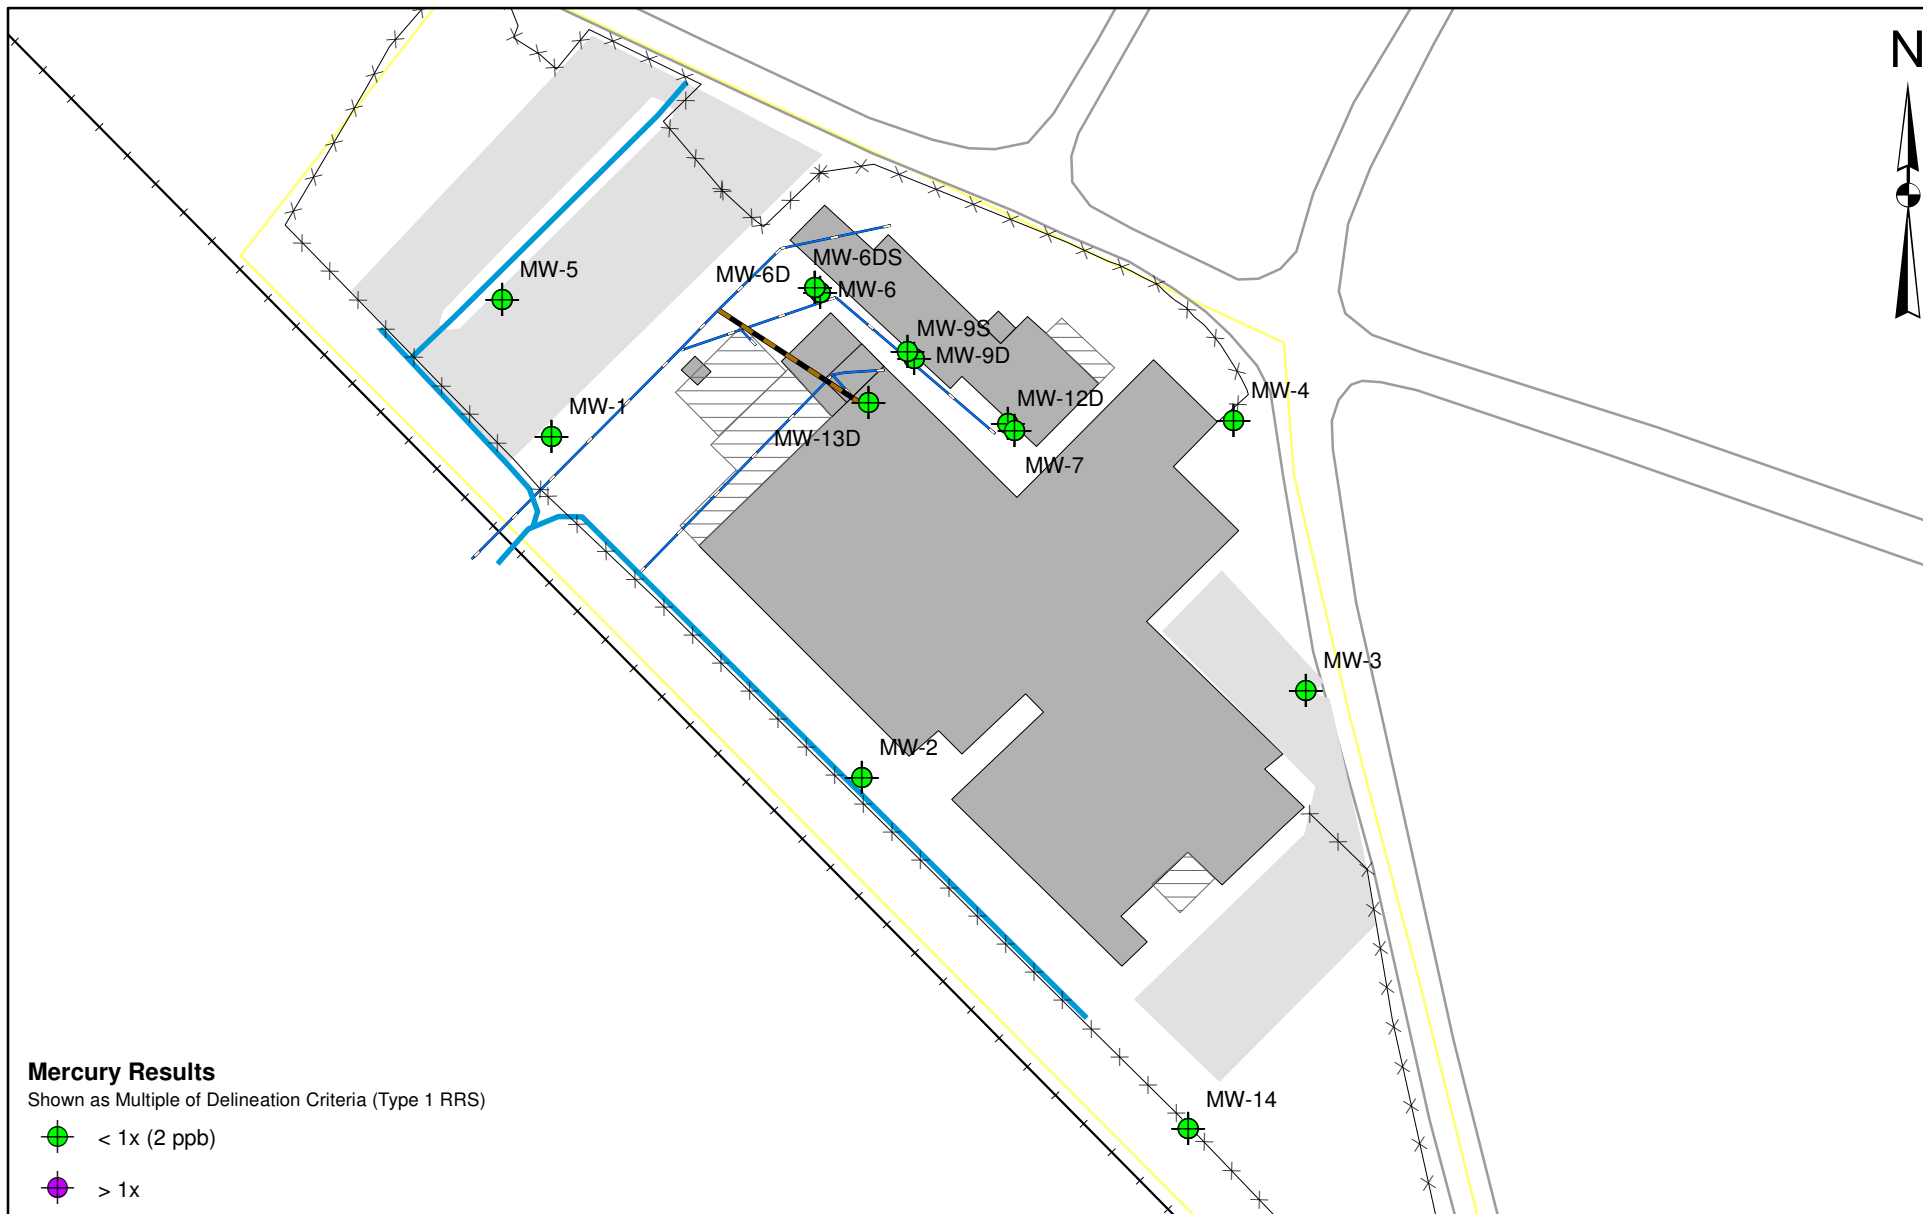 N
MW-6DS
MW-5
MW-6D
MW-6
MW-9S
MW-9D
MW-4
MW-1
MW-12D
MW-13D
MW-7
MW-3
MW-2
MW-14
Mercury Results
Shown as Multiple of Delineation Criteria (Type 1 RRS)
< 1x (2 ppb)
> 1x